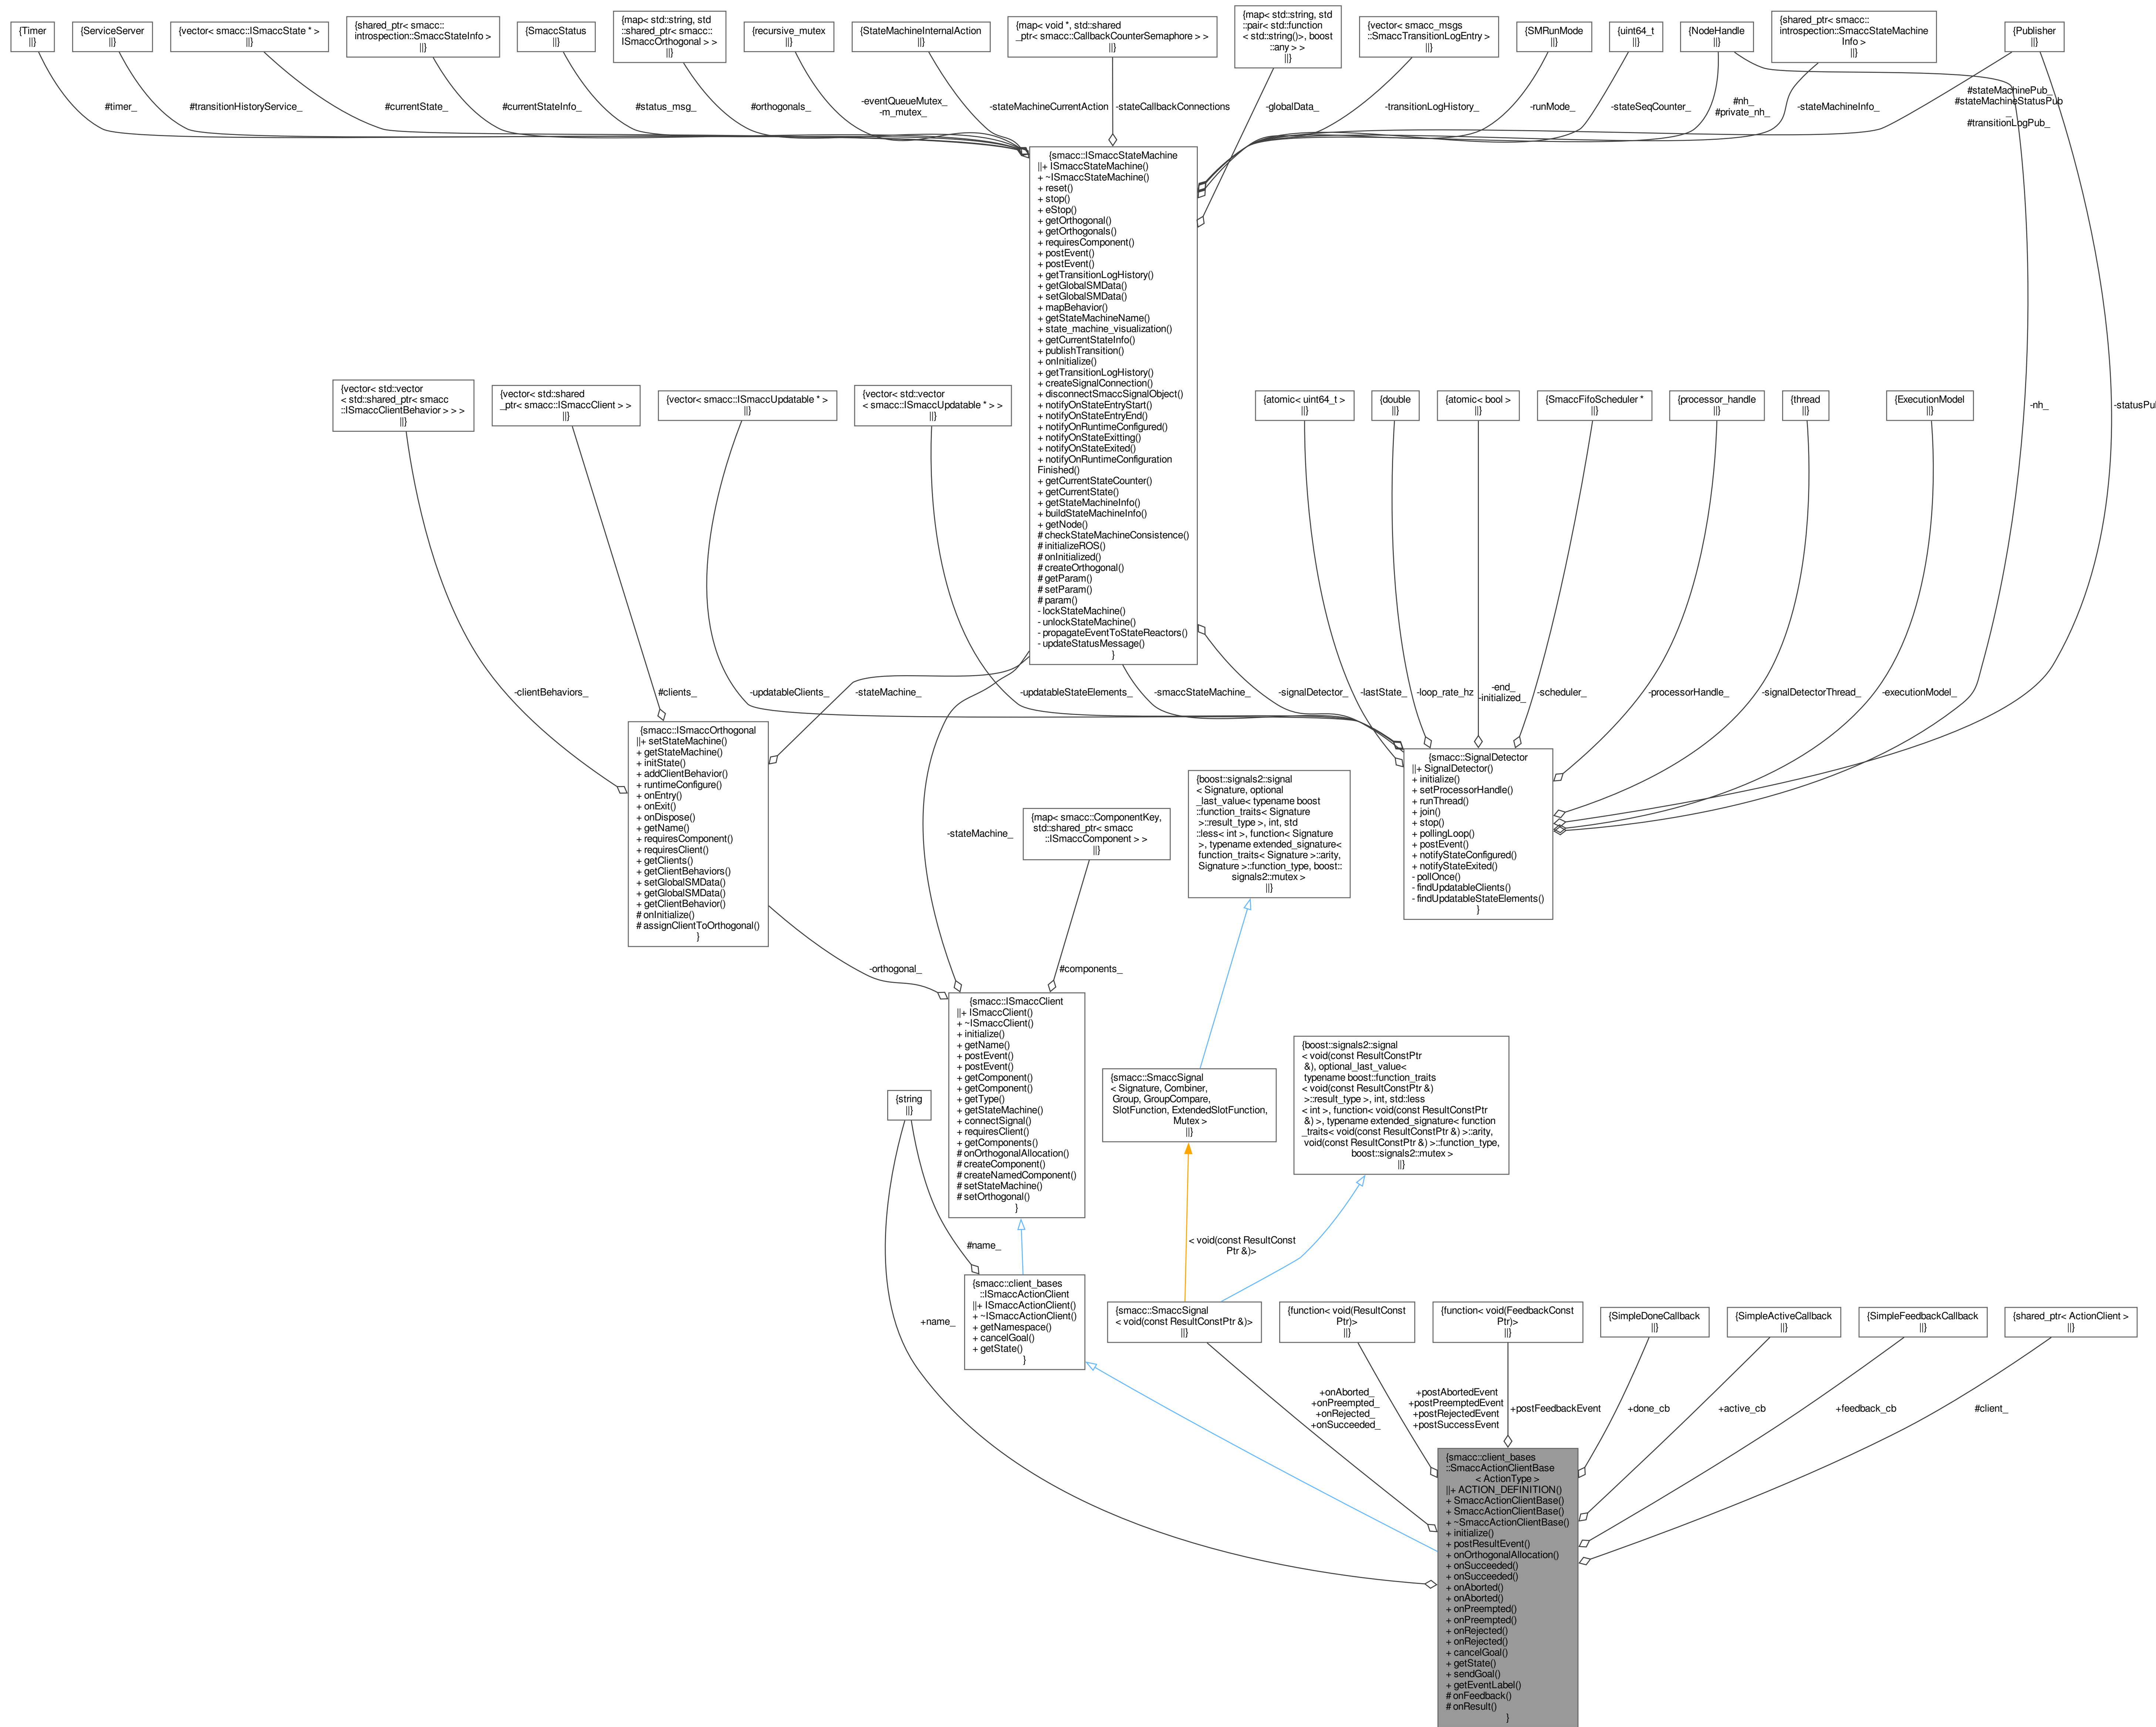 {Timer
||}
{ServiceServer
||}
{vector< smacc::ISmaccState * >
||}
{shared_ptr< smacc::
introspection::SmaccStateInfo >
||}
{SmaccStatus
||}
{map< std::string, std
::shared_ptr< smacc::
ISmaccOrthogonal > >
||}
{recursive_mutex
||}
{StateMachineInternalAction
||}
{map< void *, std::shared
_ptr< smacc::CallbackCounterSemaphore > >
||}
{map< std::string, std
::pair< std::function
< std::string()>, boost
::any > >
||}
{vector< smacc_msgs
::SmaccTransitionLogEntry >
||}
{SMRunMode
||}
{uint64_t
||}
{NodeHandle
||}
{shared_ptr< smacc::
introspection::SmaccStateMachine
Info >
||}
{Publisher
||}
#timer_
#transitionHistoryService_
#currentState_
#currentStateInfo_
#status_msg_
#orthogonals_
-eventQueueMutex_
-m_mutex_
-stateMachineCurrentAction
-stateCallbackConnections
-globalData_
-transitionLogHistory_
-runMode_
-stateSeqCounter_
#nh_
#private_nh_
-stateMachineInfo_
#stateMachinePub_
#stateMachineStatusPub
_
#transitionLogPub_
{smacc::ISmaccStateMachine
||+ ISmaccStateMachine()
+ ~ISmaccStateMachine()
+ reset()
+ stop()
+ eStop()
+ getOrthogonal()
+ getOrthogonals()
+ requiresComponent()
+ postEvent()
+ postEvent()
+ getTransitionLogHistory()
+ getGlobalSMData()
+ setGlobalSMData()
+ mapBehavior()
+ getStateMachineName()
+ state_machine_visualization()
+ getCurrentStateInfo()
+ publishTransition()
+ onInitialize()
+ getTransitionLogHistory()
+ createSignalConnection()
+ disconnectSmaccSignalObject()
+ notifyOnStateEntryStart()
+ notifyOnStateEntryEnd()
+ notifyOnRuntimeConfigured()
+ notifyOnStateExitting()
+ notifyOnStateExited()
+ notifyOnRuntimeConfiguration
Finished()
+ getCurrentStateCounter()
+ getCurrentState()
+ getStateMachineInfo()
+ buildStateMachineInfo()
+ getNode()
# checkStateMachineConsistence()
# initializeROS()
# onInitialized()
# createOrthogonal()
# getParam()
# setParam()
# param()
- lockStateMachine()
- unlockStateMachine()
- propagateEventToStateReactors()
- updateStatusMessage()
}
{vector< std::vector
< std::shared_ptr< smacc
::ISmaccClientBehavior > > >
||}
{vector< std::shared
_ptr< smacc::ISmaccClient > >
||}
{vector< smacc::ISmaccUpdatable * >
||}
{vector< std::vector
< smacc::ISmaccUpdatable * > >
||}
{atomic< uint64_t >
||}
{double
||}
{atomic< bool >
||}
{SmaccFifoScheduler *
||}
{processor_handle
||}
{thread
||}
{ExecutionModel
||}
-nh_
-statusPul
-clientBehaviors_
#clients_
-updatableClients_
-stateMachine_
-updatableStateElements_
-smaccStateMachine_
-signalDetector_
-lastState_
-loop_rate_hz
-end_
-initialized_
-scheduler_
-processorHandle_
-signalDetectorThread_
-executionModel_
{smacc::ISmaccOrthogonal
||+ setStateMachine()
+ getStateMachine()
+ initState()
+ addClientBehavior()
+ runtimeConfigure()
+ onEntry()
+ onExit()
+ onDispose()
+ getName()
+ requiresComponent()
+ requiresClient()
+ getClients()
+ getClientBehaviors()
+ setGlobalSMData()
+ getGlobalSMData()
+ getClientBehavior()
# onInitialize()
# assignClientToOrthogonal()
}
{smacc::SignalDetector
||+ SignalDetector()
+ initialize()
+ setProcessorHandle()
+ runThread()
+ join()
+ stop()
+ pollingLoop()
+ postEvent()
+ notifyStateConfigured()
+ notifyStateExited()
- pollOnce()
- findUpdatableClients()
- findUpdatableStateElements()
}
{boost::signals2::signal
< Signature, optional
_last_value< typename boost
::function_traits< Signature
>::result_type >, int, std
::less< int >, function< Signature
>, typename extended_signature<
function_traits< Signature >::arity,
Signature >::function_type, boost::
signals2::mutex >
||}
-stateMachine_
{map< smacc::ComponentKey,
std::shared_ptr< smacc
::ISmaccComponent > >
||}
-orthogonal_
#components_
{smacc::ISmaccClient
||+ ISmaccClient()
+ ~ISmaccClient()
+ initialize()
+ getName()
+ postEvent()
+ postEvent()
+ getComponent()
+ getComponent()
+ getType()
+ getStateMachine()
+ connectSignal()
+ requiresClient()
+ getComponents()
# onOrthogonalAllocation()
# createComponent()
# createNamedComponent()
# setStateMachine()
# setOrthogonal()
}
{string
||}
{smacc::SmaccSignal
< Signature, Combiner,
Group, GroupCompare,
SlotFunction, ExtendedSlotFunction,
Mutex >
||}
{boost::signals2::signal
< void(const ResultConstPtr
&), optional_last_value<
typename boost::function_traits
< void(const ResultConstPtr &)
>::result_type >, int, std::less
< int >, function< void(const ResultConstPtr
&) >, typename extended_signature< function
_traits< void(const ResultConstPtr &) >::arity,
void(const ResultConstPtr &) >::function_type,
boost::signals2::mutex >
||}
#name_
< void(const ResultConst
Ptr &)>
+name_
{smacc::client_bases
::ISmaccActionClient
||+ ISmaccActionClient()
+ ~ISmaccActionClient()
+ getNamespace()
+ cancelGoal()
+ getState()
}
{smacc::SmaccSignal
< void(const ResultConstPtr &)>
||}
{function< void(ResultConst
Ptr)>
||}
{function< void(FeedbackConst
Ptr)>
||}
{SimpleDoneCallback
||}
{SimpleActiveCallback
||}
{SimpleFeedbackCallback
||}
{shared_ptr< ActionClient >
||}
+onAborted_
+onPreempted_
+onRejected_
+onSucceeded_
+postAbortedEvent
+postPreemptedEvent
+postRejectedEvent
+postSuccessEvent
+postFeedbackEvent
+done_cb
+active_cb
+feedback_cb
#client_
{smacc::client_bases
::SmaccActionClientBase
< ActionType >
||+ ACTION_DEFINITION()
+ SmaccActionClientBase()
+ SmaccActionClientBase()
+ ~SmaccActionClientBase()
+ initialize()
+ postResultEvent()
+ onOrthogonalAllocation()
+ onSucceeded()
+ onSucceeded()
+ onAborted()
+ onAborted()
+ onPreempted()
+ onPreempted()
+ onRejected()
+ onRejected()
+ cancelGoal()
+ getState()
+ sendGoal()
+ getEventLabel()
# onFeedback()
# onResult()
}